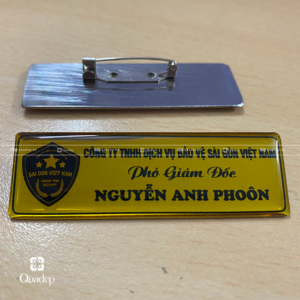 CÔNG TY TNHH DỊCH VỤ BẢO VỆ SÀI GÒN VIỆT NAM
SÀI GÒN VIỆT NAM
SECURITY
Phó Giám Đốc
NGUYỄN ANH PHOÔN
Quadep